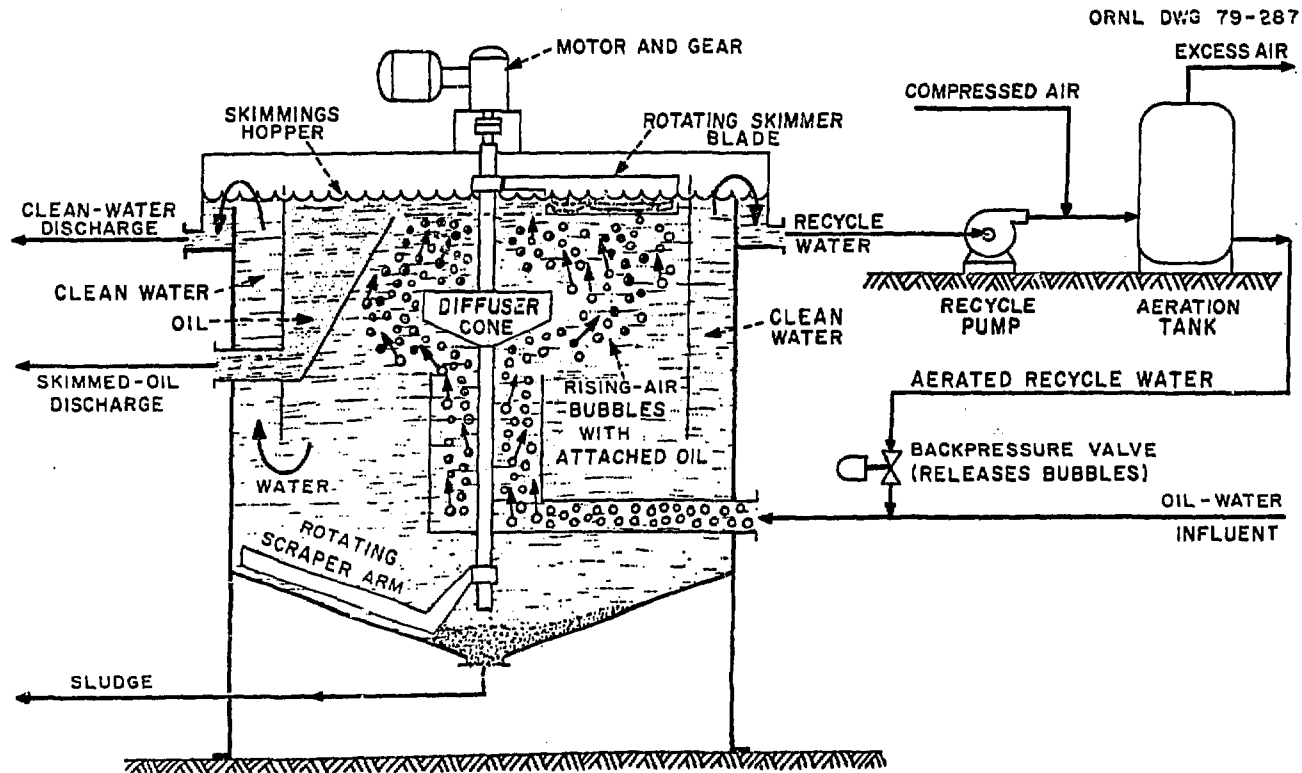 ORNL DWG 79-287
EXCESS AIR
MOTOR AND GEAR
COMPRESSED AIR
SKIMMINGS
HOPPER
ROTATING SKIMMER
BLADE
CLEAN-WATER
DISCHARGE
RECYCLE
WATER
CLEAN WATER
OIL
DIFFUSER
CONE
CLEAN
WATER
RECYCLE
PUMP
AERATION
TANK
SKIMMED-OIL
DISCHARGE
RISING-AIR-
BUBBLES
WITH
ATTACHED OIL
AERATED RECYCLE WATER
BACKPRESSURE VALVE
(RELEASES BUBBLES)
WATER
OIL-WATER
INFLUENT
ROTATING
SCRAPER ARM
SLUDGE